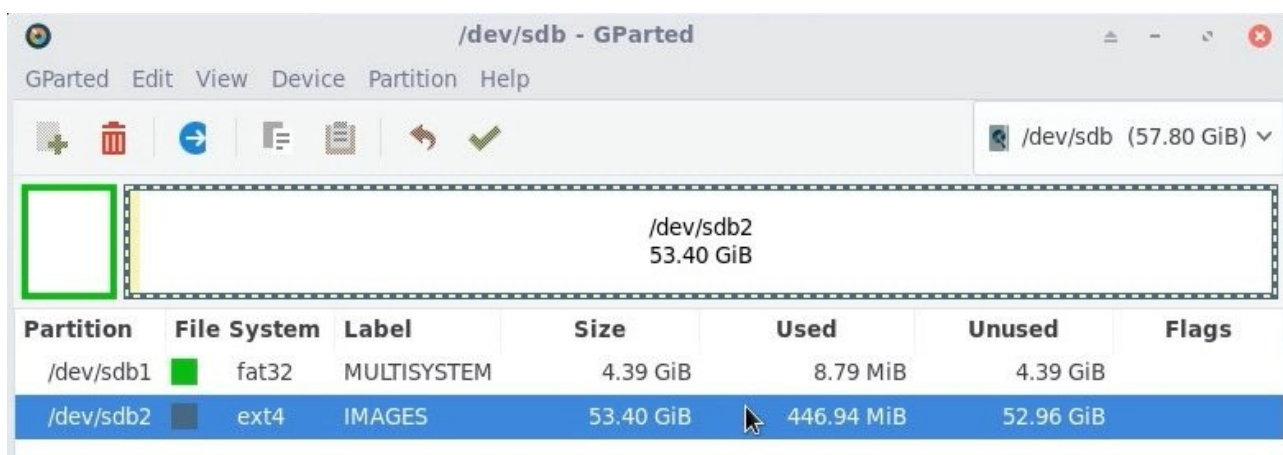 /dev/sdb - GParted
GParted Edit View Device Partition Help
/dev/sdb (57.80 GiB)
/dev/sdb2
53.40 GiB
Partition File System Label Size Used Unused Flags
/dev/sdb1 fat32 MULTISYSTEM 4.39 GiB 8.79 MiB 4.39 GiB
/dev/sdb2 ext4 IMAGES 53.40 GiB 446.94 MiB 52.96 GiB